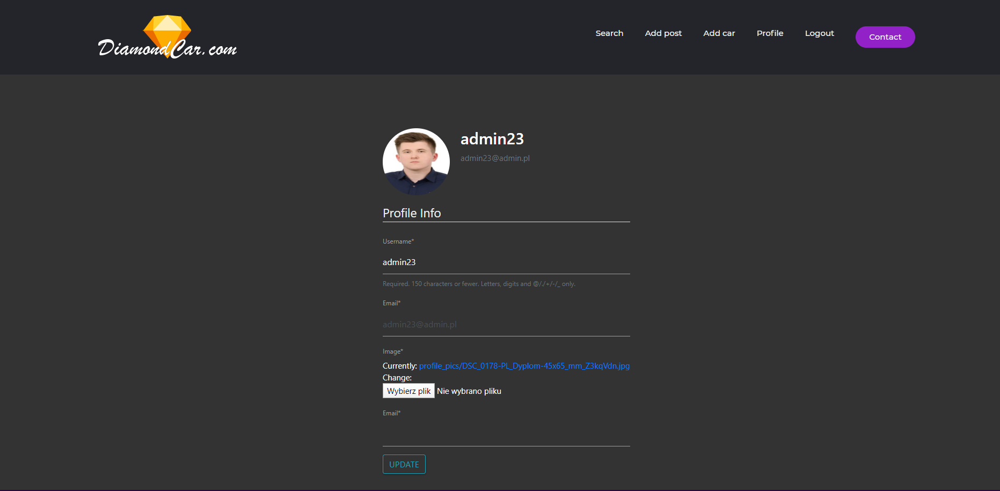 DiamondCar.com
Search Add post Add car Profile Logout Contact
admin23
admin23@admin.pl
Profile Info
Username*
admin23
Required. 150 characters or fewer. Letters, digits and @/./+/-/_ only.
Email*
admin23@admin.pl
Image*
Currently: profile_pics/DSC_0178-PL_Dyplom-45x65_mm_Z3kqVdn.jpg
Change:
Wybierz plik Nie wybrano pliku
Email*
UPDATE